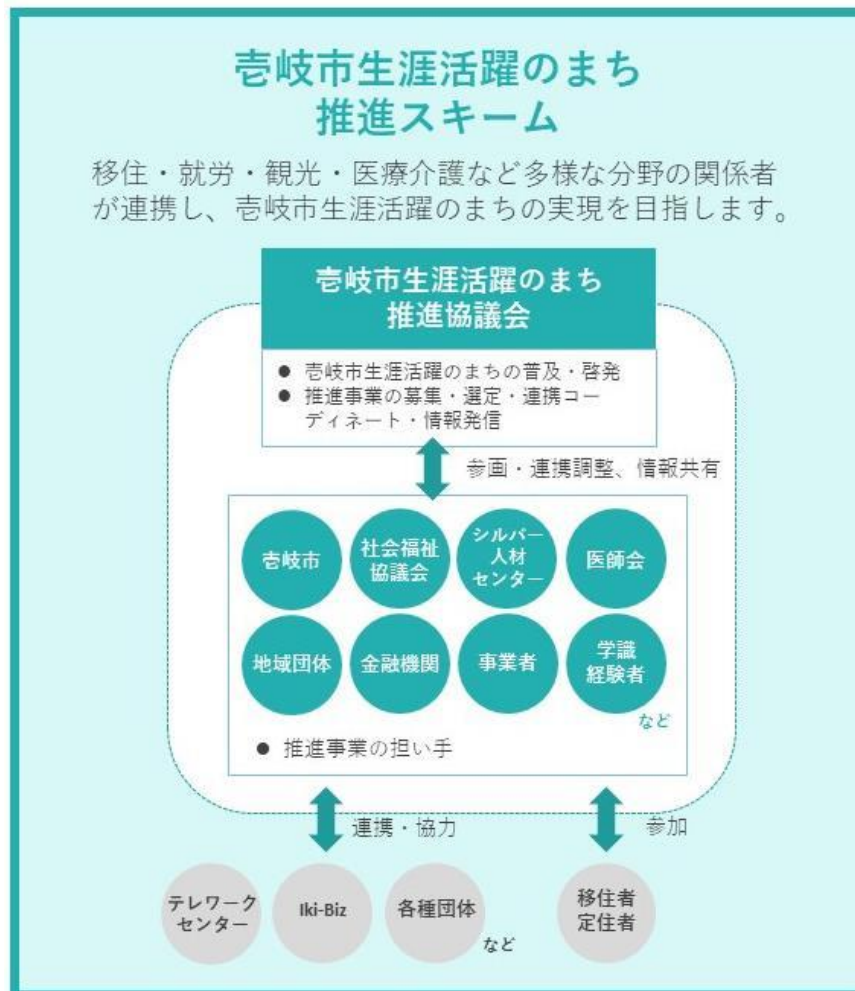 壱岐市生涯活躍のまち
推進スキーム
移住・就労・観光・医療介護など多様な分野の関係者
が連携し、壱岐市生涯活躍のまちの実現を目指します。
壱岐市生涯活躍のまち
推進協議会
● 壱岐市生涯活躍のまちの普及・啓発
● 推進事業の募集・選定・連携コー
ディネート・情報発信
参画・連携調整、情報共有
壱岐市
社会福祉
協議会
シルバー
人材
センター
医師会
地域団体
金融機関
事業者
学識
経験者
など
● 推進事業の担い手
連携・協力
参加
テレワーク
センター
Iki-Biz
各種団体
など
移住者
定住者